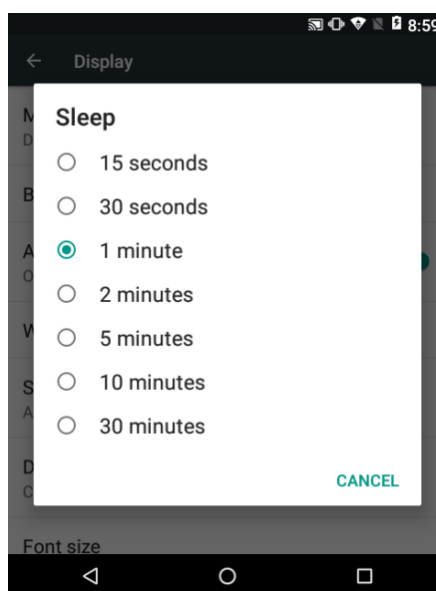 8:59
Display
Sleep
15 seconds
30 seconds
1 minute
2 minutes
5 minutes
10 minutes
30 minutes
CANCEL
Font size